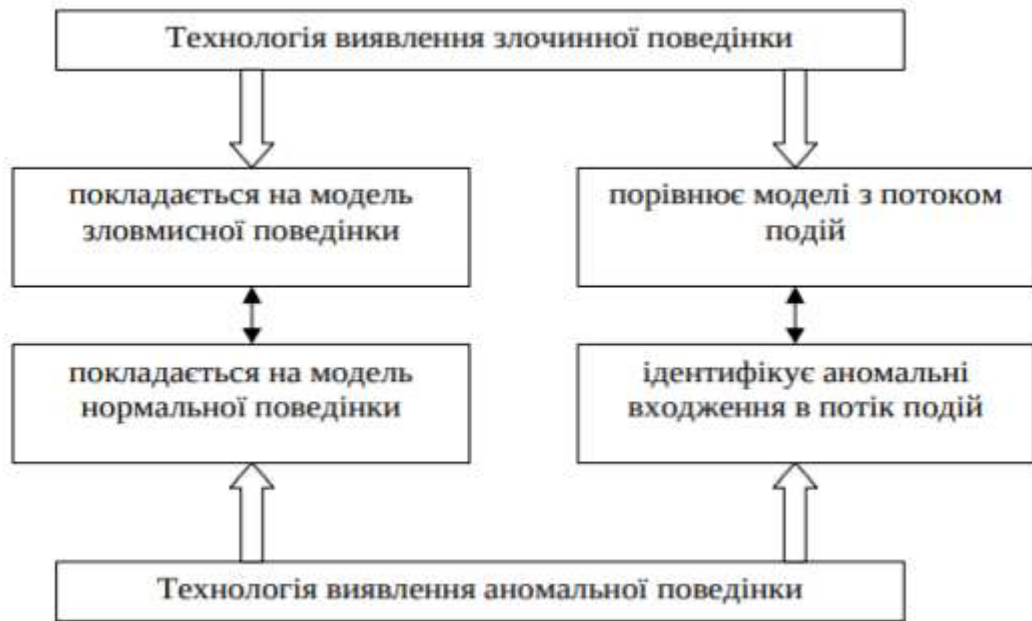 Технологія виявлення злочинної поведінки
покладається на модель
зловмисної поведінки
порівнює моделі з потоком
подій
покладається на модель
нормальної поведінки
ідентифікує аномальні
входження в потік подій
Технологія виявлення аномальної поведінки